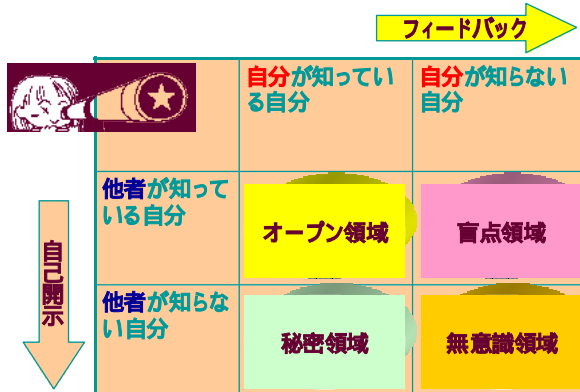 フィードバック
自分が知ってい
る自分
自分が知らない
自分
他者が知って
いる自分
オープン領域
盲点領域
自己開示
他者が知らな
い自分
秘密領域
無意識領域